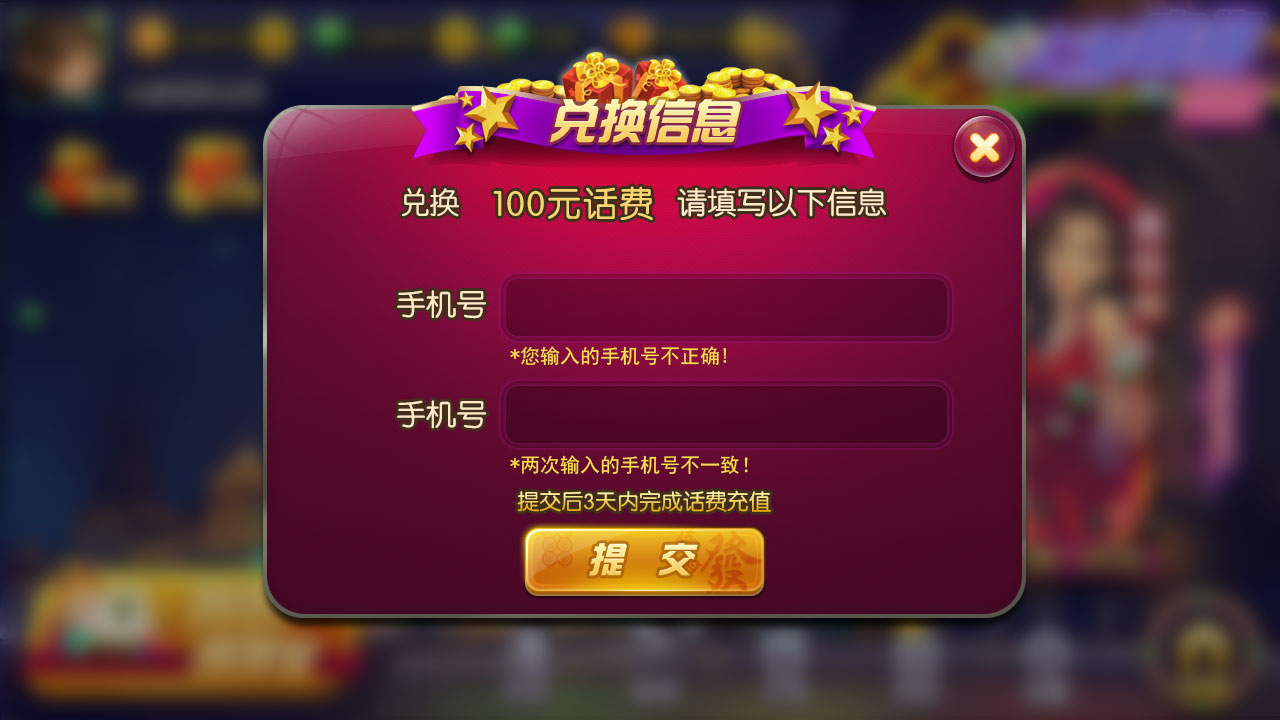 兑换信息
兑换 100元话费 请填写以下信息
手机号
*您输入的手机号不正确!
手机号
*两次输入的手机号不一致!
提交后3天内完成话费充值
提 交 發